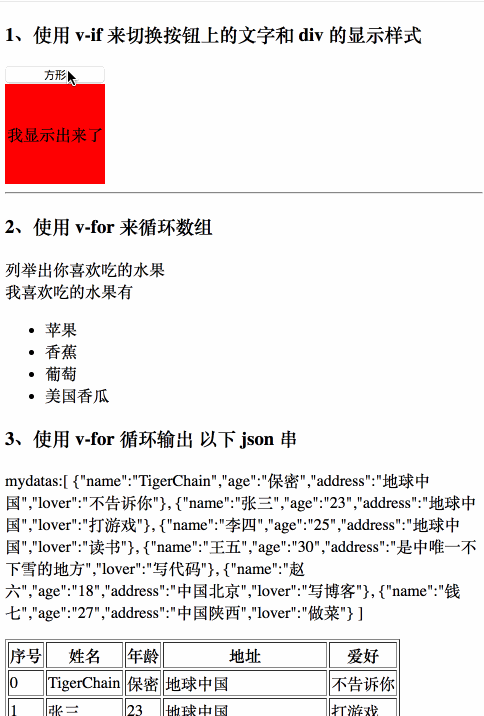 1、使用 v-if 来切换按钮上的文字和 div 的显示样式
方形
我显示出来了
2、使用 v-for 来循环数组
列举出你喜欢吃的水果
我喜欢吃的水果有
苹果
香蕉
葡萄
美国香瓜
3、使用 v-for 循环输出 以下 json 串
mydatas:[ {"name":"TigerChain","age":"保密","address":"地球中
国","lover":"不告诉你"}, {"name":"张三","age":"23","address":"地球中
国","lover":"打游戏"}, {"name":"李四","age":"25","address":"地球中
国","lover":"读书"}, {"name":"王五","age":"30","address":"是中唯一不
下雪的地方","lover":"写代码"}, {"name":"赵
六","age":"18","address":"中国北京","lover":"写博客"}, {"name":"钱
七","age":"27","address":"中国陕西","lover":"做菜"} ]
序号 姓名 年龄 地址 爱好
0 TigerChain 保密 地球中国 不告诉你
1 张三 23 地球中国 打游戏